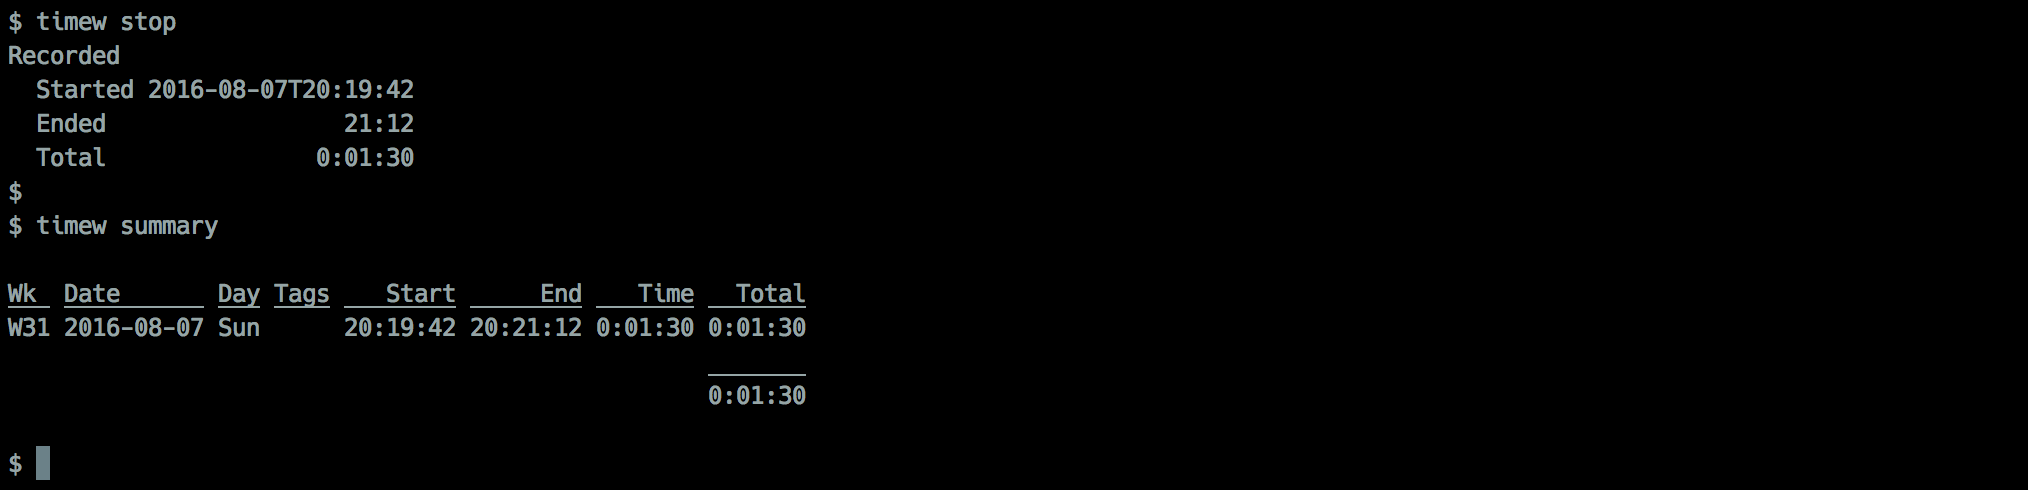 $ timew stop
Recorded
  Started 2016-08-07T20:19:42
  Ended                 21:12
  Total               0:01:30
$
$ timew summary
Wk  Date       Day Tags    Start      End    Time   Total
W31 2016-08-07 Sun      20:19:42 20:21:12 0:01:30 0:01:30
0:01:30
$